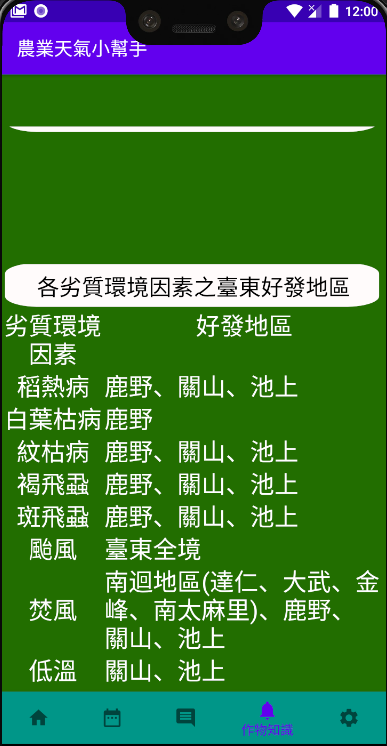 12:00
農業天氣小幫手
各劣質環境因素之臺東好發地區
劣質環境 好發地區
因素
稻熱病 鹿野、關山、池上
白葉枯病 鹿野
紋枯病 鹿野、關山、池上
褐飛蝨 鹿野、關山、池上
斑飛蝨 鹿野、關山、池上
颱風 臺東全境
南迴地區(達仁、大武、金
焚風 峰、南太麻里)、鹿野、
關山、池上
低溫 關山、池上
作物知識